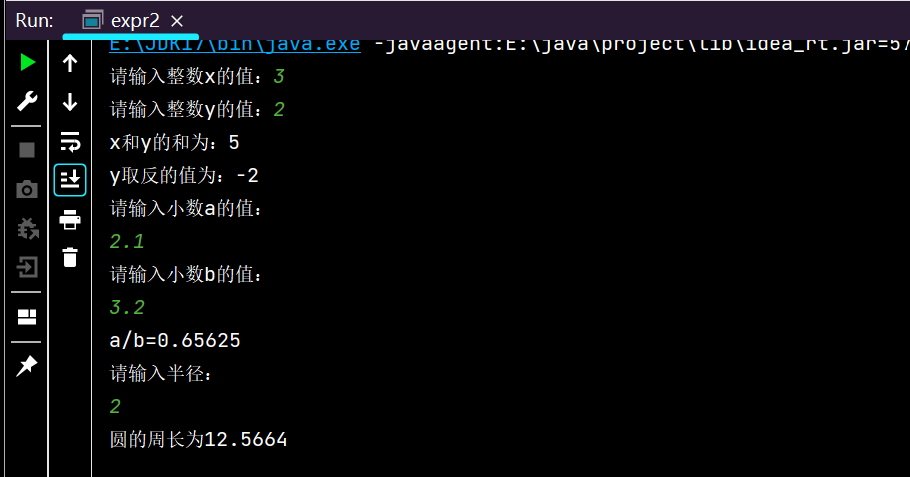 Run: expr2
E:\JDK17\bin\java.exe -javaagent:E:\java\project\lib\idea_rt.jar=57
请输入整数x的值：3
请输入整数y的值：2
x和y的和为：5
y取反的值为：-2
请输入小数a的值：
2.1
请输入小数b的值：
3.2
a/b=0.65625
请输入半径：
2
圆的周长为12.5664